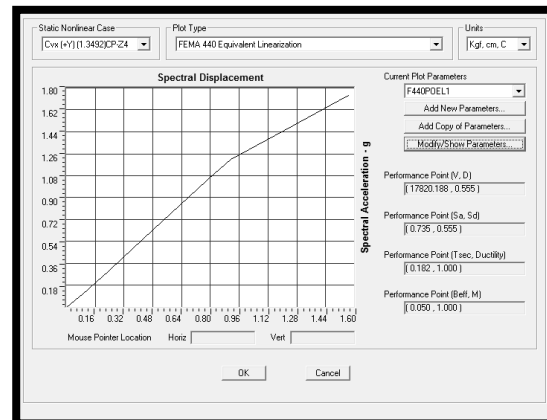 Static Nonlinear Case
Plot Type
Units
Cvx (+Y) (1.3492)CP-Z4
FEMA 440 Equivalent Linearization
Kgf, cm, C
Spectral Displacement
Current Plot Parameters
F440POEL1
Add New Parameters...
Add Copy of Parameters...
Modify/Show Parameters...
1.80
1.62
1.44
1.26
1.08
0.90
0.72
0.54
0.36
0.18
Spectral Acceleration - g
Performance Point (V, D)
( 17820.188 , 0.555 )
Performance Point (Sa, Sd)
( 0.735 , 0.555 )
Performance Point (Tsec, Ductility)
( 0.182 , 1.000 )
Performance Point (Beff, M)
( 0.050 , 1.000 )
0.16 0.32 0.48 0.64 0.80 0.96 1.12 1.28 1.44 1.60
Mouse Pointer Location Horiz Vert
OK Cancel